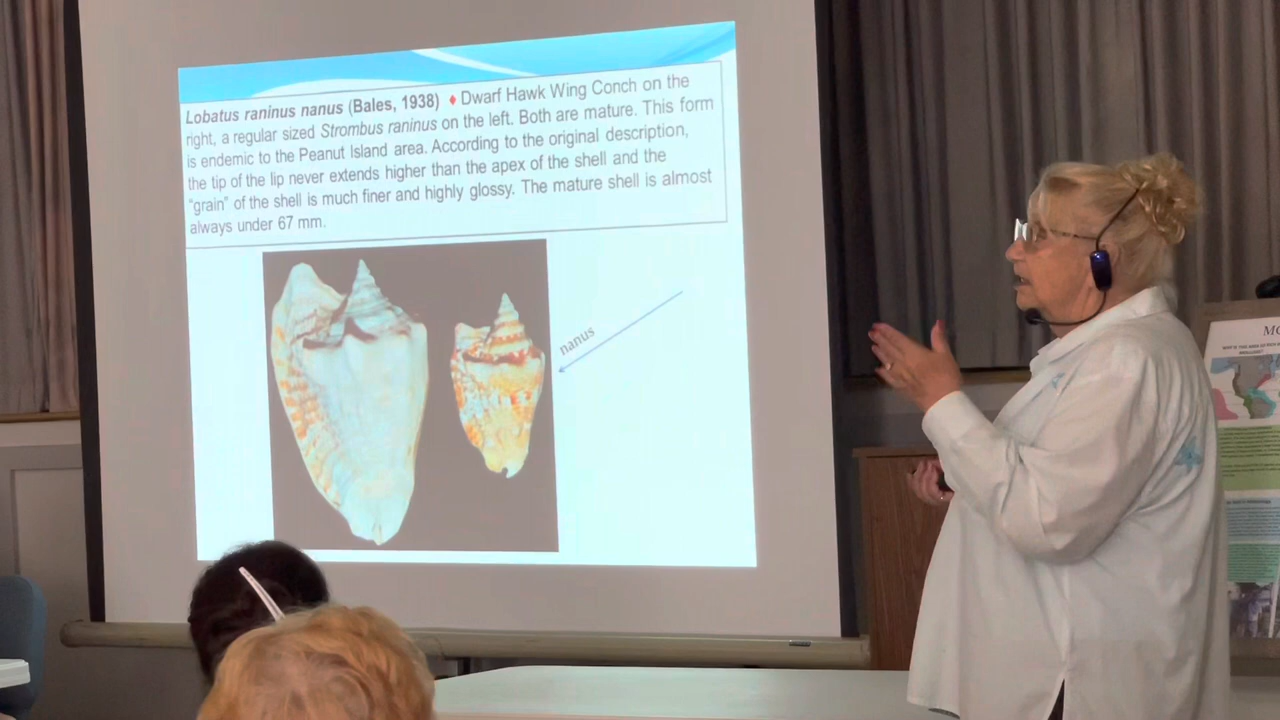 Lobatus raninus nanus (Bales, 1938) ♦ Dwarf Hawk Wing Conch on the
right, a regular sized Strombus raninus on the left. Both are mature. This form
is endemic to the Peanut Island area. According to the original description,
the tip of the lip never extends higher than the apex of the shell and the
"grain" of the shell is much finer and highly glossy. The mature shell is almost
always under 67 mm.
nanus